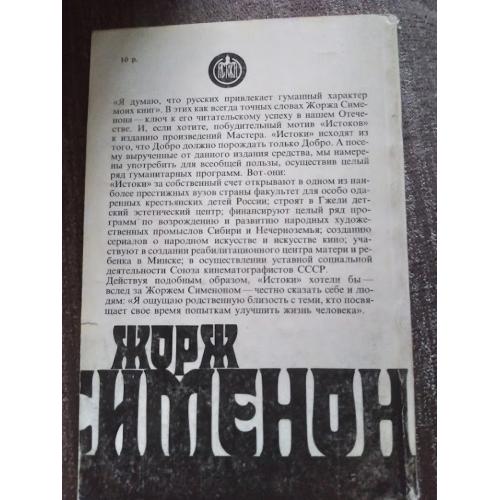 10 р.
ИСТОКИ
«Я думаю, что русских привлекает гуманный характер
моих книг». В этих как всегда точных словах Жоржа Симе-
нона — ключ к его читательскому успеху в нашем Отече-
стве. И, если хотите, побудительный мотив «Истоков»
к изданию произведений Мастера. «Истоки» исходят из
того, что Добро должно порождать только Добро. А посе-
му вырученные от данного издания средства, мы намере-
ны употребить для всеобщей пользы, осуществив целый
ряд гуманитарных программ. Вот они:
«Истоки» за собственный счет открывают в одном из наи-
более престижных вузов страны факультет для особо ода-
ренных крестьянских детей России; строят в Гжели дет-
ский эстетический центр; финансируют целый ряд про-
грамм по возрождению и развитию народных художе-
ственных промыслов Сибири и Нечерноземья; созданию
сериалов о народном искусстве и искусстве кино; уча-
ствуют в создании реабилитационного центра матери и ре-
бенка в Минске; в осуществлении уставной социальной
деятельности Союза кинематографистов СССР.
Действуя подобным образом, «Истоки» хотели бы —
вслед за Жоржем Сименоном — честно сказать себе и лю-
дям: «Я ощущаю родственную близость с теми, кто посвя-
щает свое время попыткам улучшить жизнь человека».
ЖОРЖ
СИМЕНОН